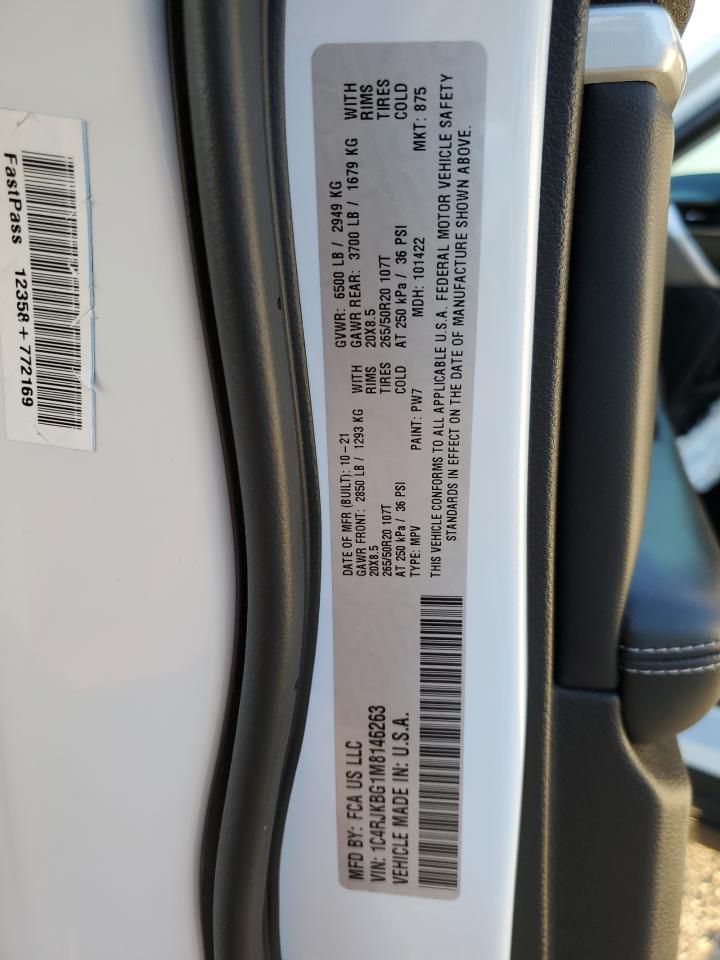 FastPass 12358+772169
MFD BY: FCA US LLC
VIN: 1C4RJKBG1M8146263
VEHICLE MADE IN: U.S.A.
DATE OF MFR (BUILT): 10-21
GAWR FRONT: 2850 LB / 1293 KG WITH
20X8.5 RIMS
265/50R20 107T TIRES
AT 250 kPa / 36 PSI COLD
TYPE: MPV PAINT: PW7
GVWR: 6500 LB / 2949 KG
GAWR REAR: 3700 LB / 1679 KG WITH
20X8.5 RIMS
265/50R20 107T TIRES
AT 250 kPa / 36 PSI COLD
MDH: 101422 MKT: 875
THIS VEHICLE CONFORMS TO ALL APPLICABLE U.S.A. FEDERAL MOTOR VEHICLE SAFETY
STANDARDS IN EFFECT ON THE DATE OF MANUFACTURE SHOWN ABOVE.